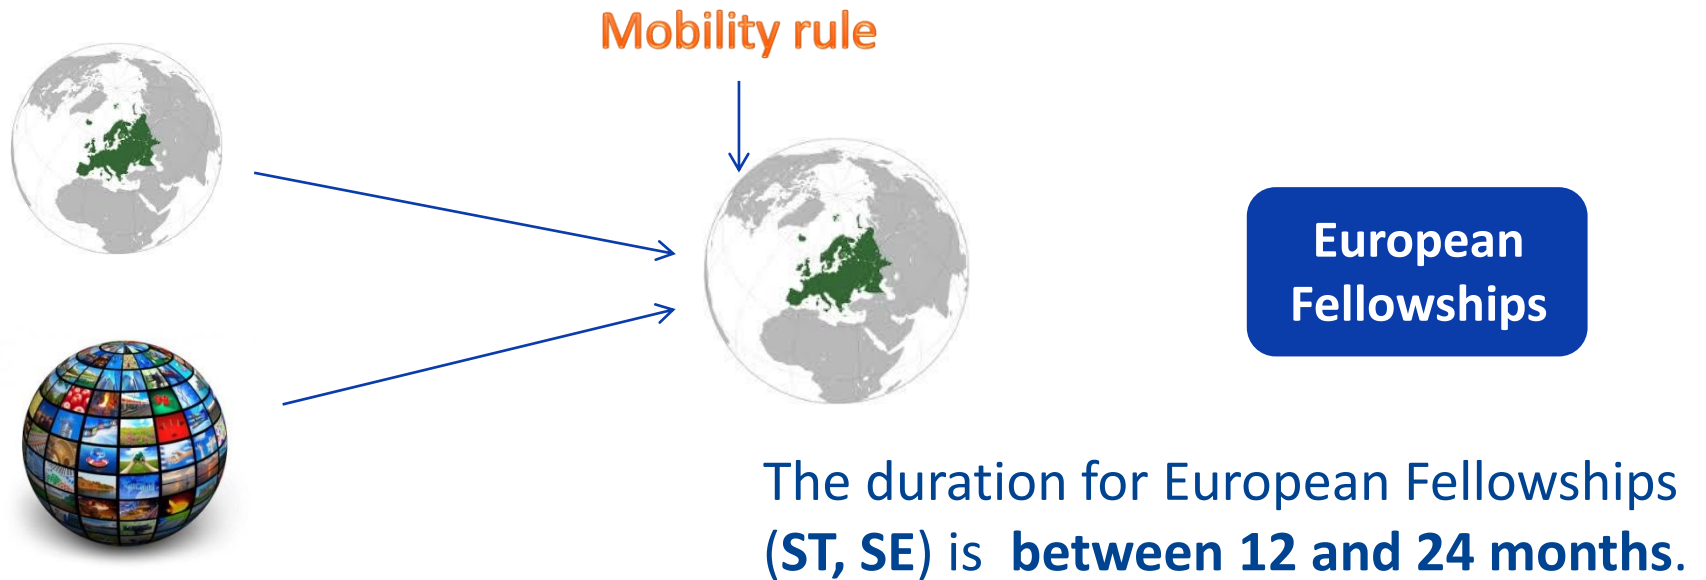 Mobility rule
European
Fellowships
The duration for European Fellowships
(ST, SE) is between 12 and 24 months.